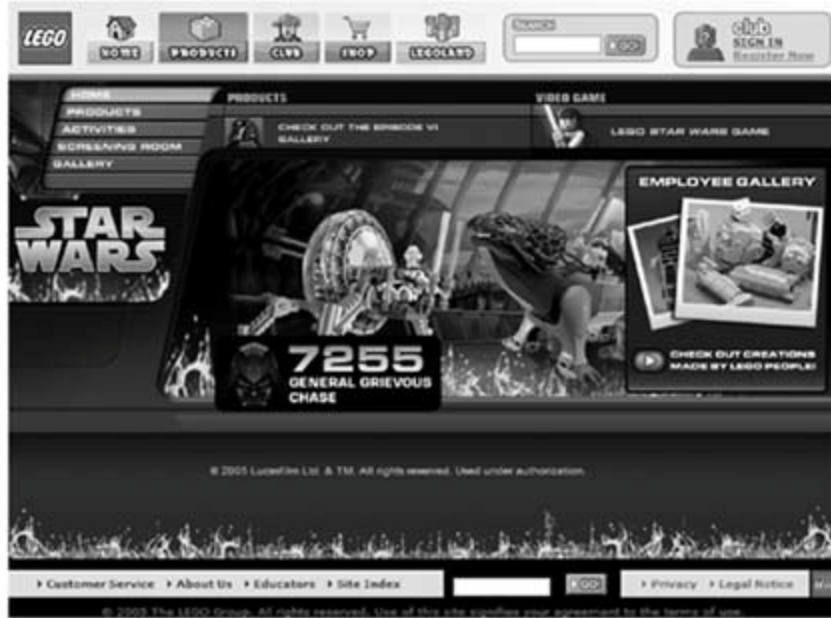 LEGO
HOME
PRODUCTS
CLUB
SHOP
LEGOLAND
SEARCH
GO!
club
SIGN IN
Register Now
HOME
PRODUCTS
ACTIVITIES
SCREENING ROOM
GALLERY
PRODUCTS
VIDEO GAME
CHECK OUT THE EPISODE VI
GALLERY
LEGO STAR WARS GAME
STAR
WARS
EMPLOYEE GALLERY
7255
GENERAL GRIEVOUS
CHASE
CHECK OUT CREATIONS
MADE BY LEGO PEOPLE!
© 2005 Lucasfilm Ltd. & TM. All rights reserved. Used under authorization.
Customer Service About Us Educators Site Index
GO!
Privacy Legal Notice
© 2005 The LEGO Group. All rights reserved. Use of this site signifies your agreement to the terms of use.